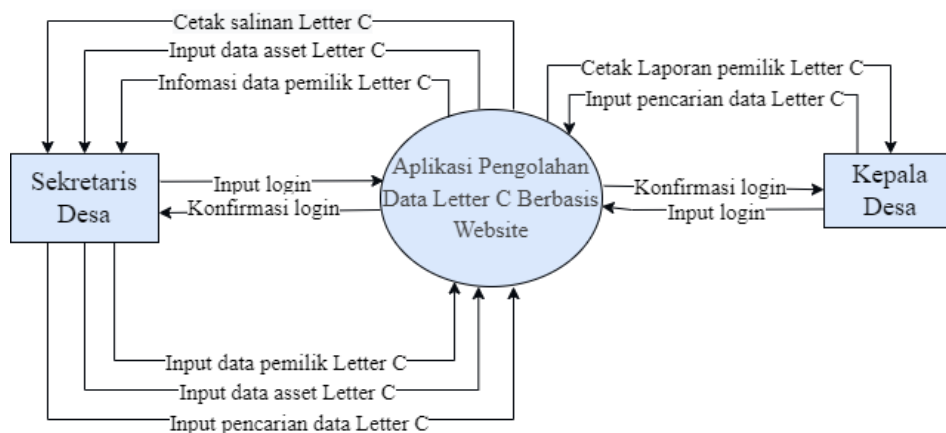 Cetak salinan Letter C
Input data asset Letter C
Infomasi data pemilik Letter C
Cetak Laporan pemilik Letter C
Input pencarian data Letter C
Sekretaris
Desa
Input login
Konfirmasi login
Aplikasi Pengolahan
Data Letter C Berbasis
Website
Konfirmasi login
Input login
Kepala
Desa
Input data pemilik Letter C
Input data asset Letter C
Input pencarian data Letter C